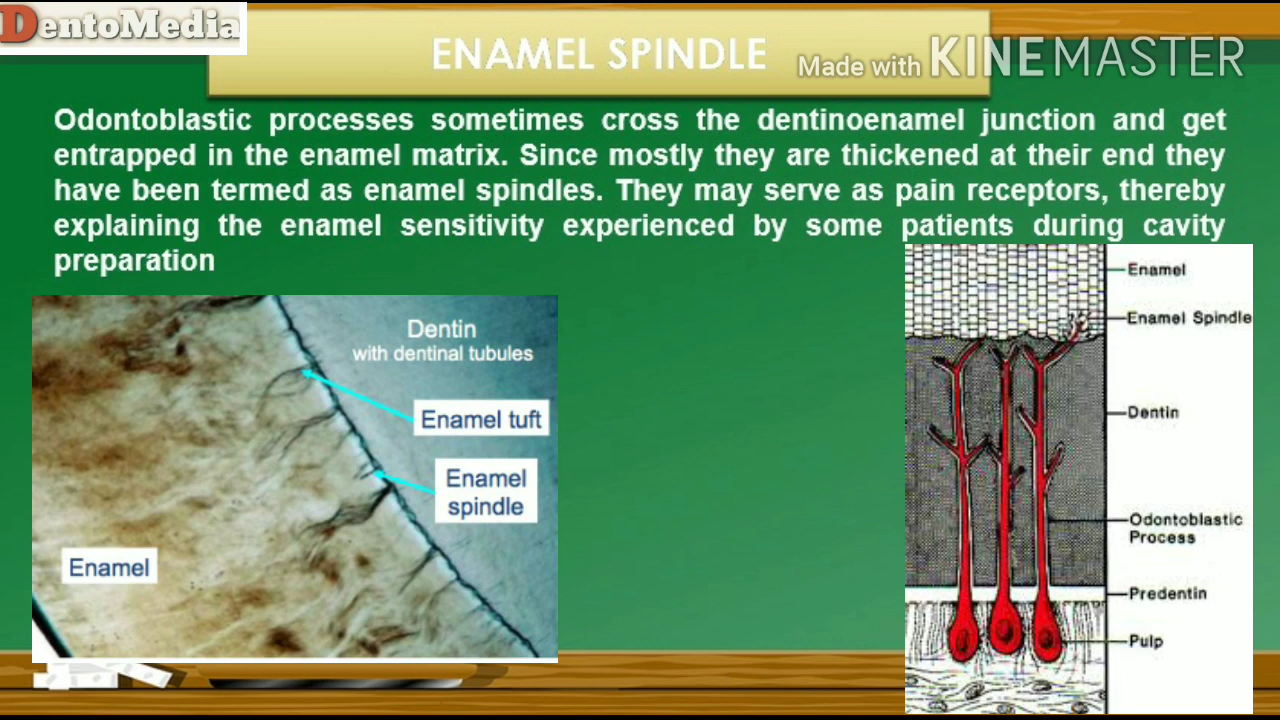 DentoMedia
ENAMEL SPINDLE
Made with KINEMASTER
Odontoblastic processes sometimes cross the dentinoenamel junction and get
entrapped in the enamel matrix. Since mostly they are thickened at their end they
have been termed as enamel spindles. They may serve as pain receptors, thereby
explaining the enamel sensitivity experienced by some patients during cavity
preparation
Dentin
with dentinal tubules
Enamel tuft
Enamel
spindle
Enamel
Enamel
Enamel Spindle
Dentin
Odontoblastic
Process
Predentin
Pulp